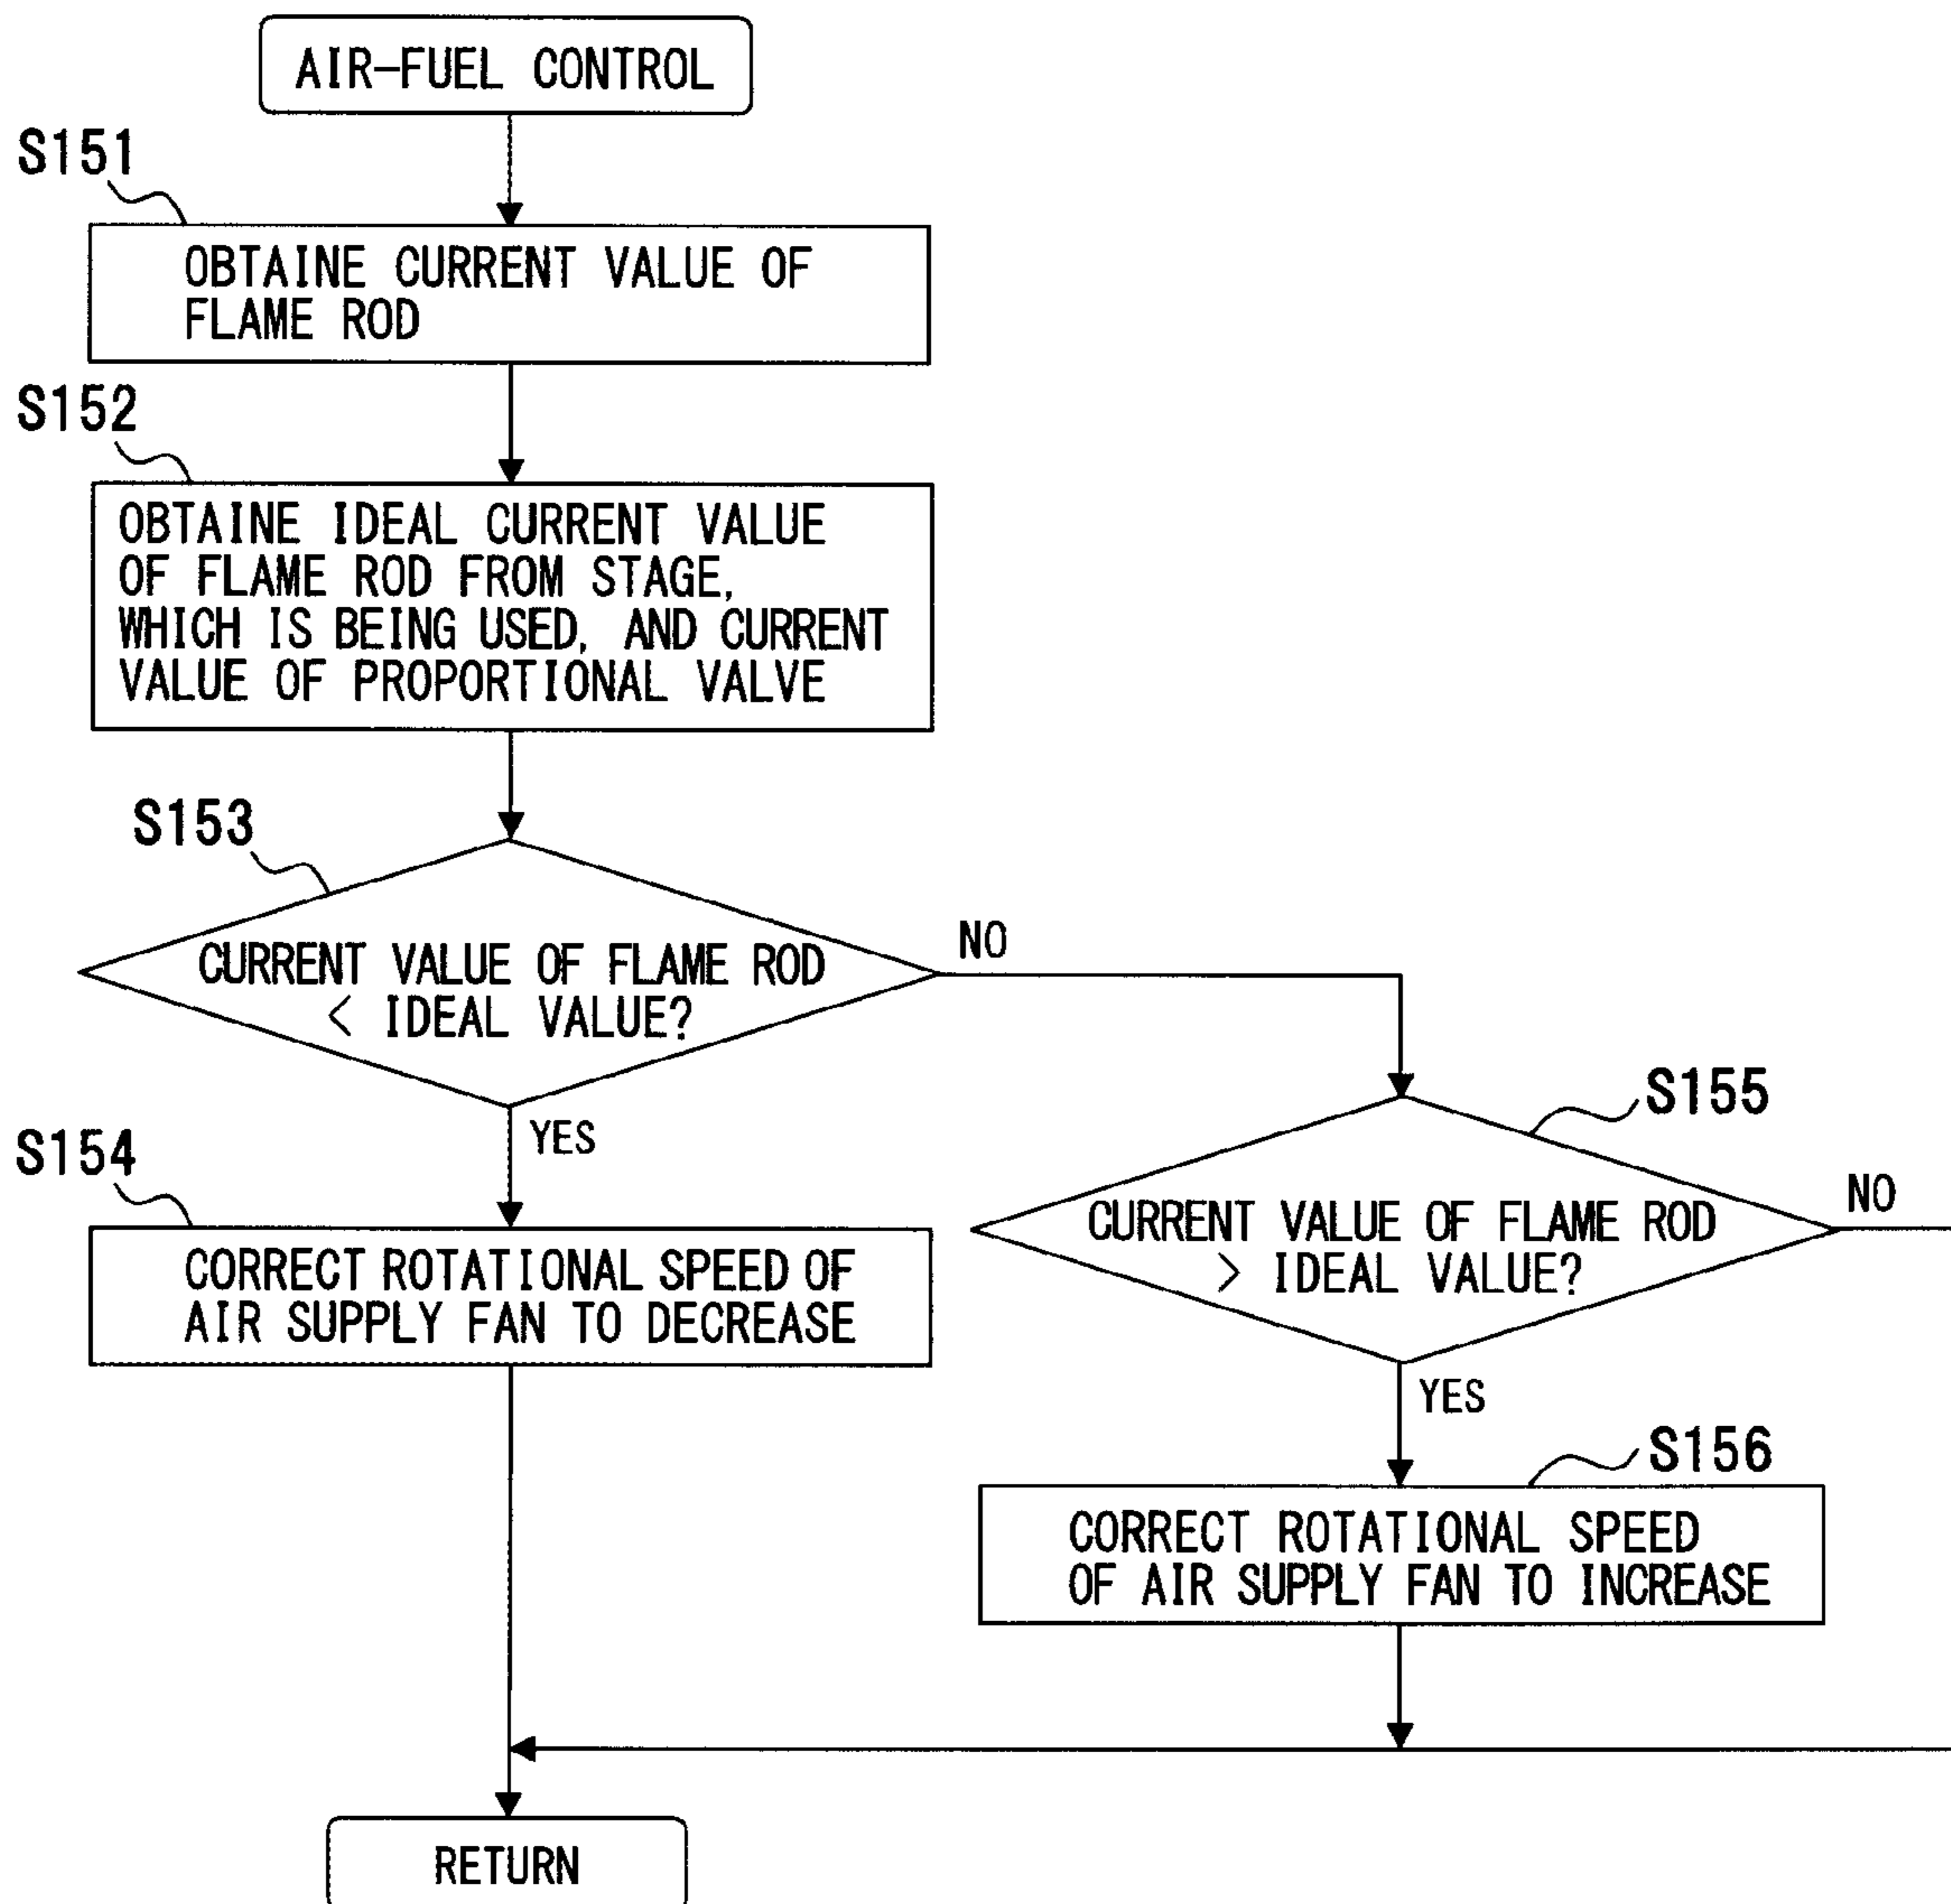 AIR-FUEL CONTROL
S151
OBTAINE CURRENT VALUE OF
FLAME ROD
S152
OBTAINE IDEAL CURRENT VALUE
OF FLAME ROD FROM STAGE,
WHICH IS BEING USED, AND CURRENT
VALUE OF PROPORTIONAL VALVE
S153
CURRENT VALUE OF FLAME ROD
< IDEAL VALUE?
NO
YES
S154
CORRECT ROTATIONAL SPEED OF
AIR SUPPLY FAN TO DECREASE
S155
CURRENT VALUE OF FLAME ROD
> IDEAL VALUE?
NO
YES
S156
CORRECT ROTATIONAL SPEED
OF AIR SUPPLY FAN TO INCREASE
RETURN